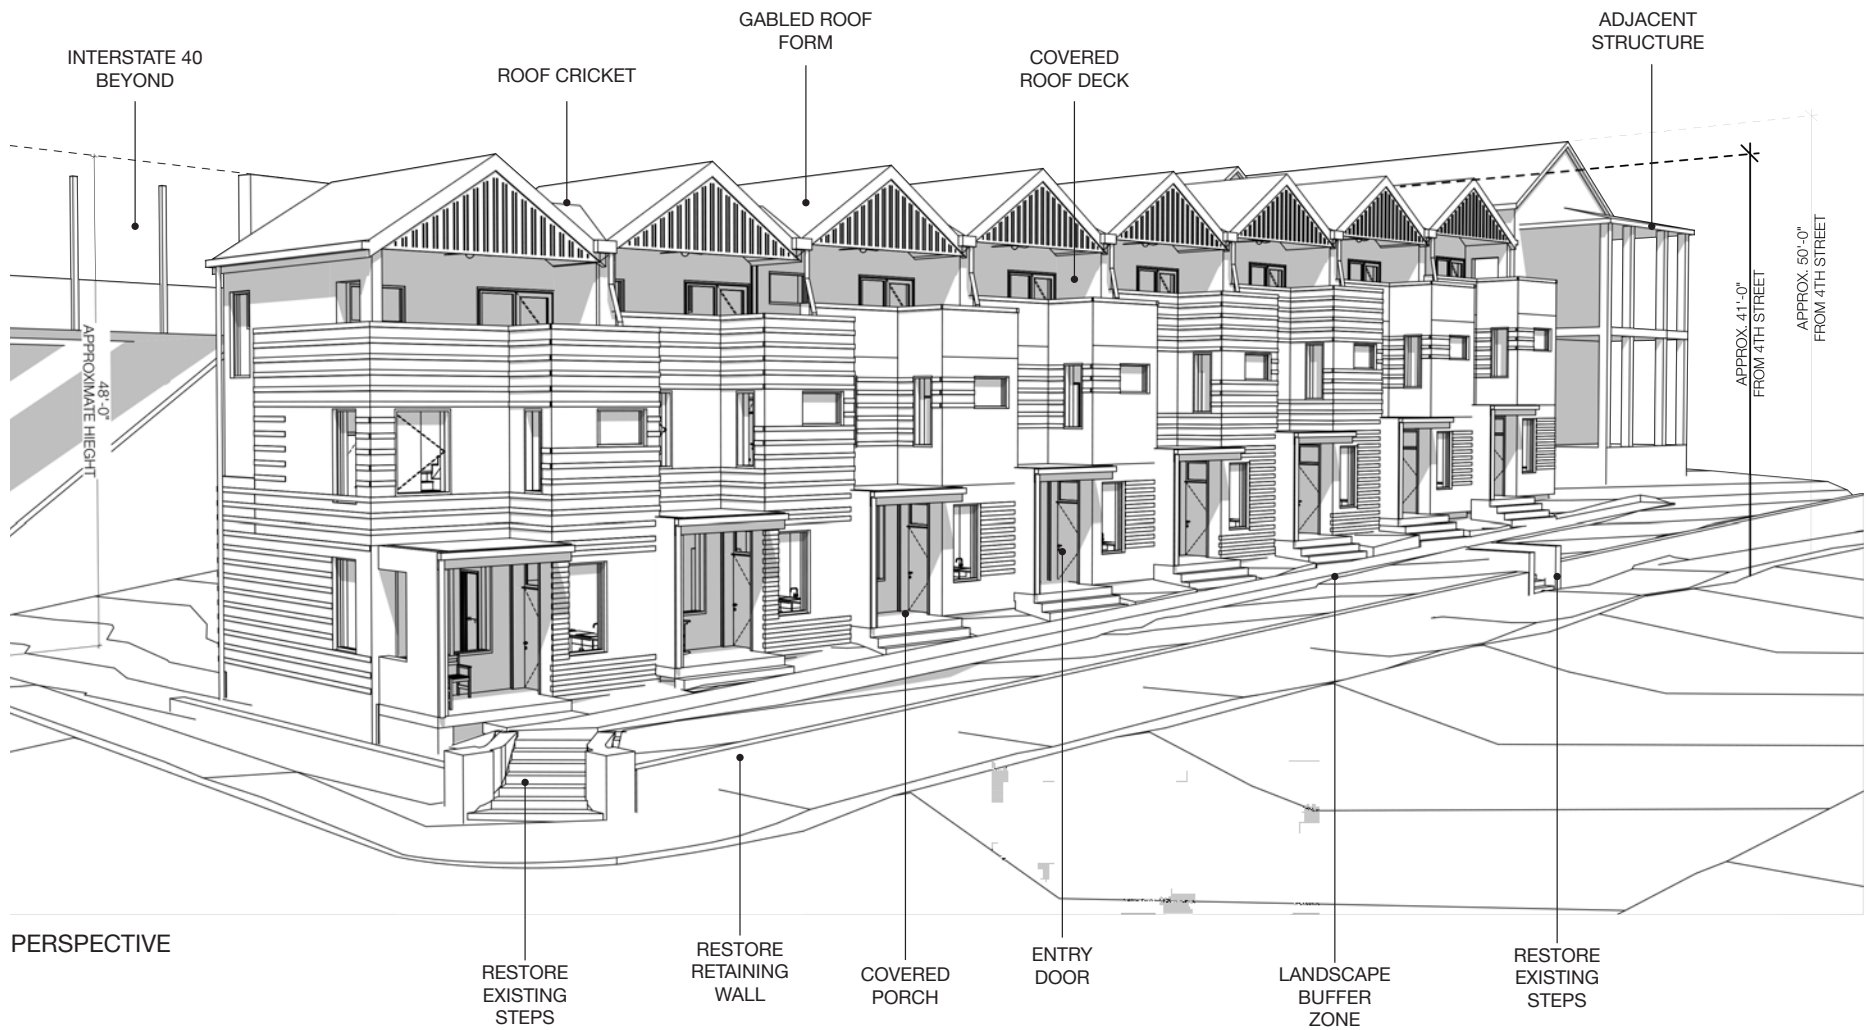 GABLED ROOF
FORM
ADJACENT
STRUCTURE
INTERSTATE 40
BEYOND
ROOF CRICKET
COVERED
ROOF DECK
48'-0"
APPROXIMATE HIEGHT
APPROX. 41'-0"
FROM 4TH STREET
APPROX. 50'-0"
FROM 4TH STREET
PERSPECTIVE
RESTORE
EXISTING
STEPS
RESTORE
RETAINING
WALL
COVERED
PORCH
ENTRY
DOOR
LANDSCAPE
BUFFER
ZONE
RESTORE
EXISTING
STEPS